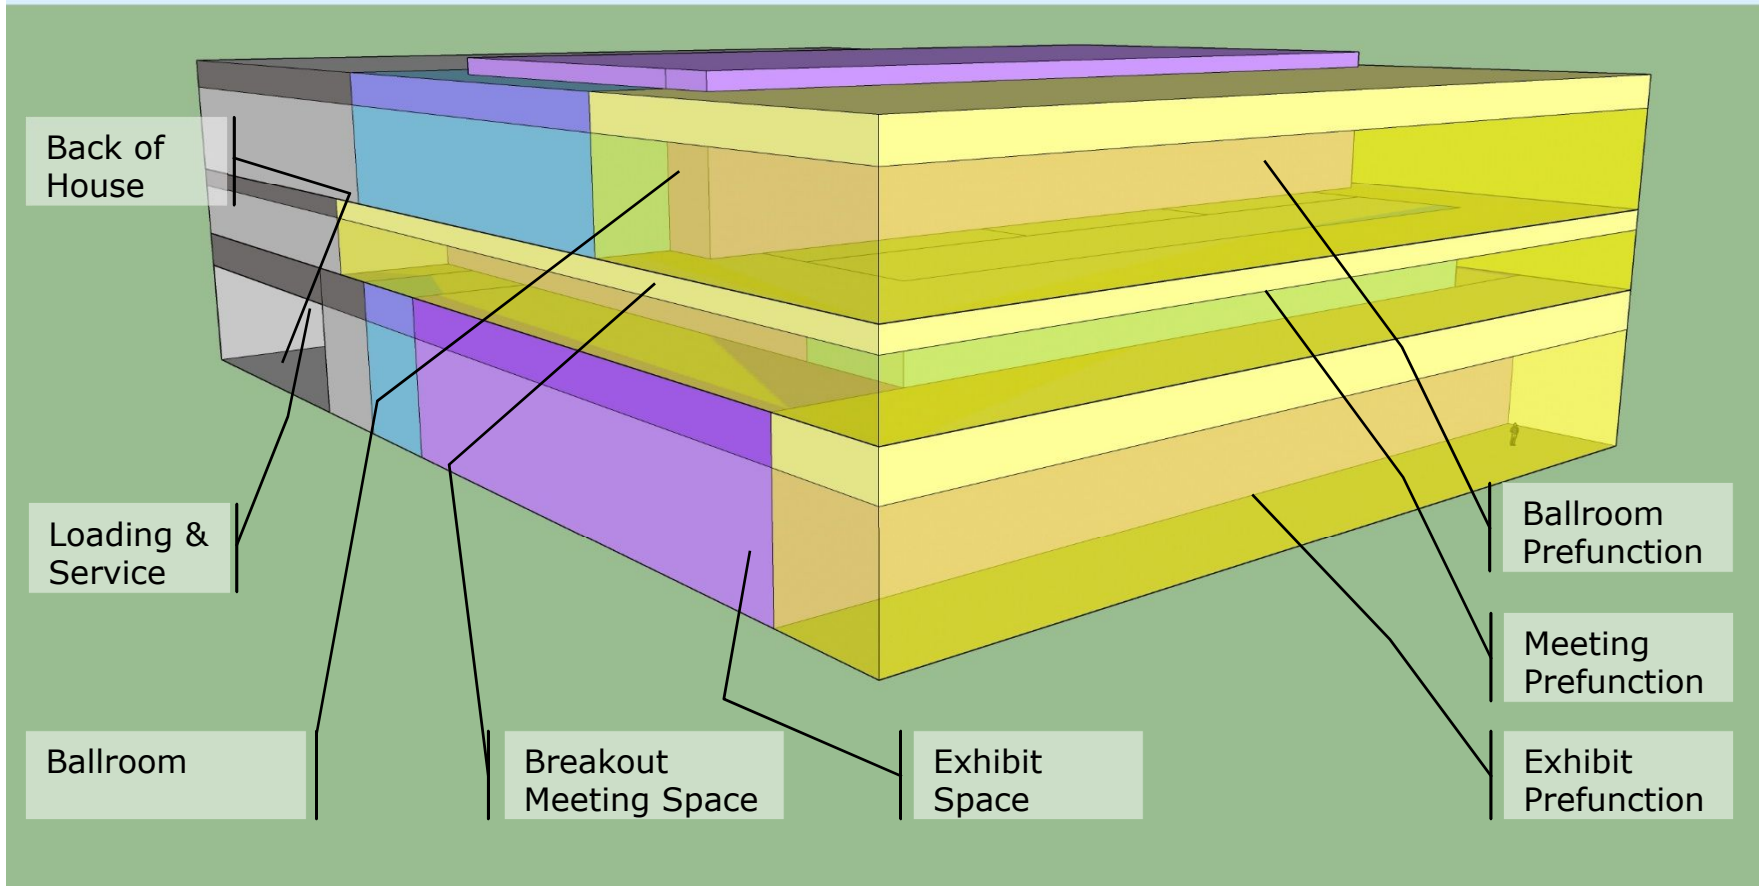 Back of
House
Loading &
Service
Ballroom
Breakout
Meeting Space
Exhibit
Space
Ballroom
Prefunction
Meeting
Prefunction
Exhibit
Prefunction